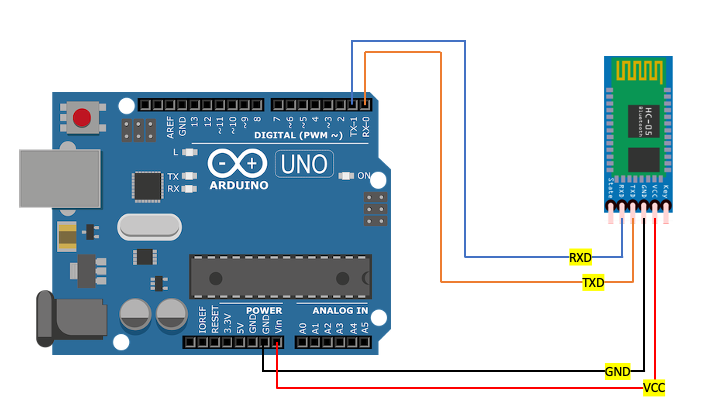 AREF
GND
13
12
~11
~10
~9
8
7
~6
~5
~4
~3
2
TX-1
RX-0
DIGITAL (PWM ~)
L
TX
RX
UNO
ARDUINO
ON
POWER
ANALOG IN
IOREF
RESET
3.3V
5V
GND
GND
Vin
A0
A1
A2
A3
A4
A5
HC-05
Bluetooth
State
RXD
TXD
GND
VCC
Key
RXD
TXD
GND
VCC